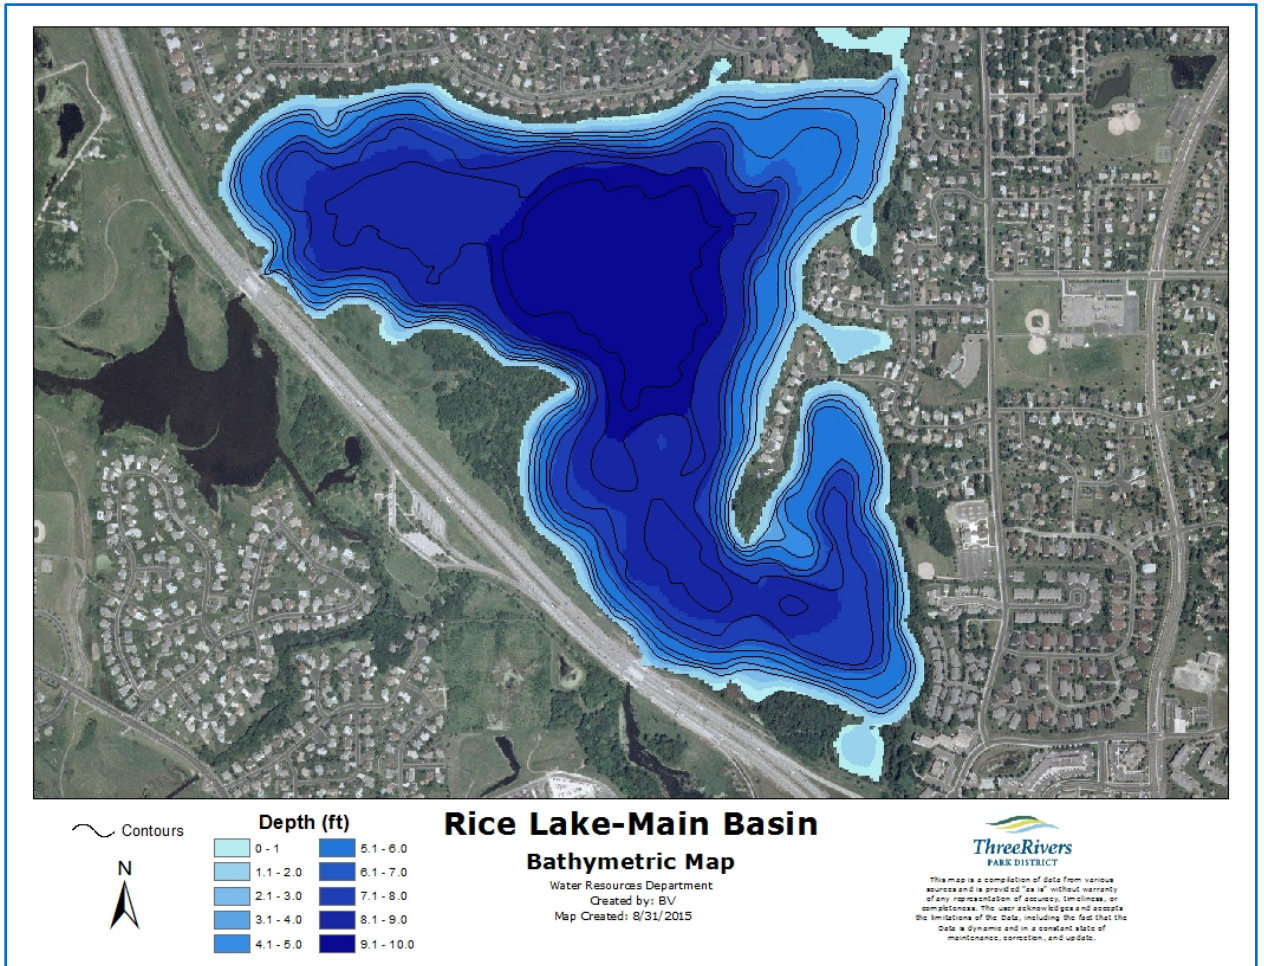 Contours
N
Depth (ft)
0 - 1
1.1 - 2.0
2.1 - 3.0
3.1 - 4.0
4.1 - 5.0
5.1 - 6.0
6.1 - 7.0
7.1 - 8.0
8.1 - 9.0
9.1 - 10.0
Rice Lake-Main Basin
Bathymetric Map
Water Resources Department
Created by: BV
Map Created: 8/31/2015
ThreeRivers
PARK DISTRICT
This map is a compilation of data from various
sources and is provided "as is" without warranty
of any representation of accuracy, timeliness, or
completeness. The user acknowledges and accepts
the limitations of the Data, including the fact that the
Data is dynamic and in a constant state of
maintenance, correction, and update.